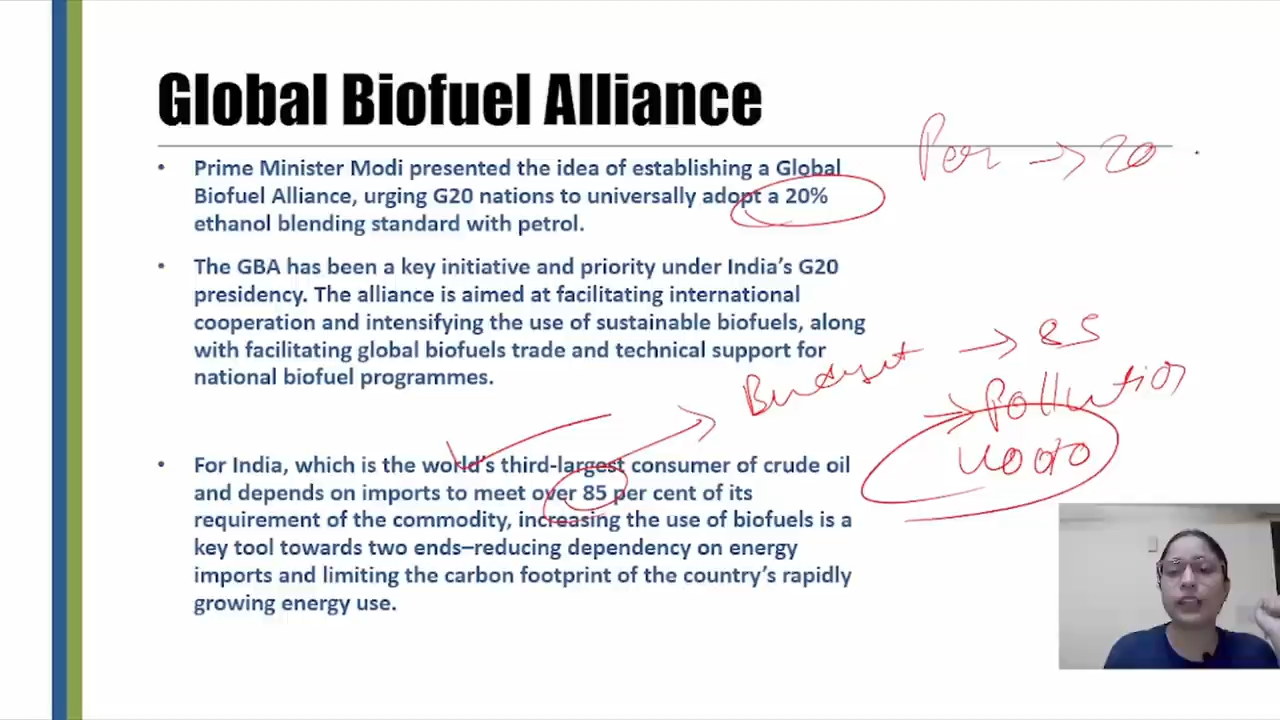 Global Biofuel Alliance
• Prime Minister Modi presented the idea of establishing a Global
Biofuel Alliance, urging G20 nations to universally adopt a 20%
ethanol blending standard with petrol.
• The GBA has been a key initiative and priority under India's G20
presidency. The alliance is aimed at facilitating international
cooperation and intensifying the use of sustainable biofuels, along
with facilitating global biofuels trade and technical support for
national biofuel programmes.
• For India, which is the world's third-largest consumer of crude oil
and depends on imports to meet over 85 per cent of its
requirement of the commodity, increasing the use of biofuels is a
key tool towards two ends–reducing dependency on energy
imports and limiting the carbon footprint of the country's rapidly
growing energy use.
→ 20
Budget → 85
→ Pollution